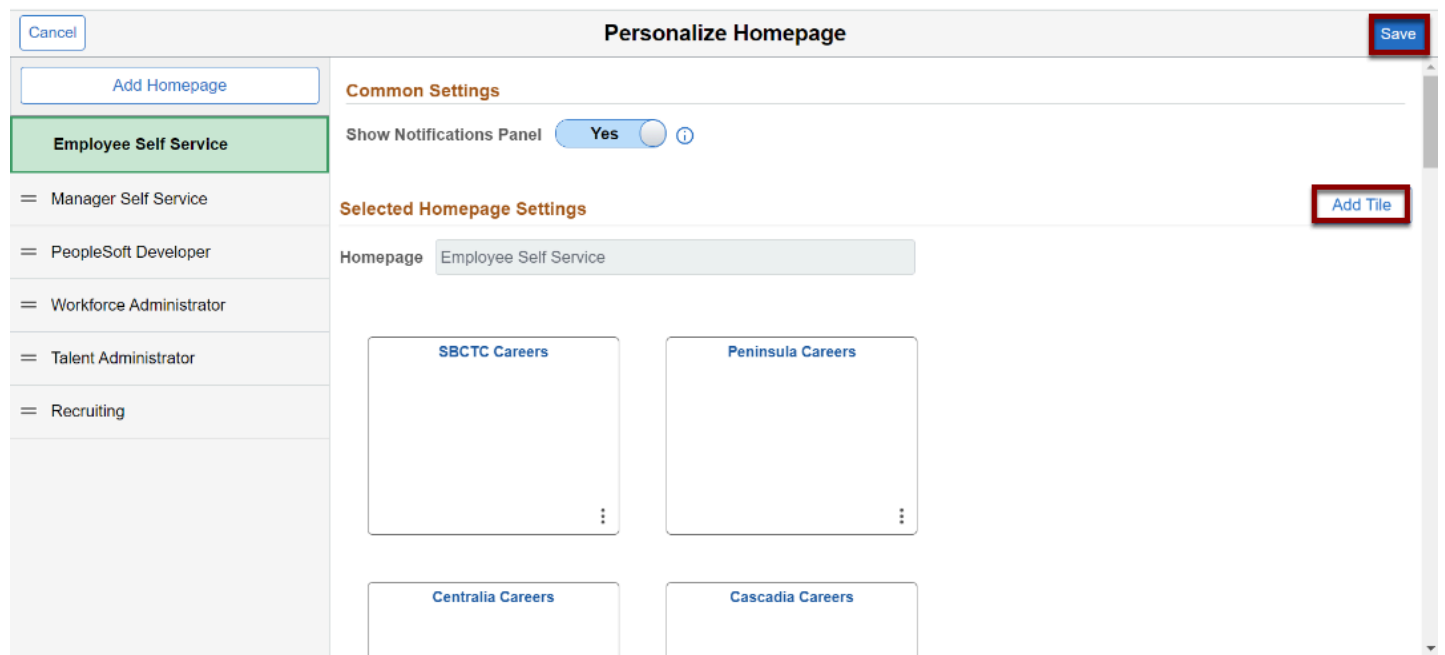 Cancel
Personalize Homepage
Save
Add Homepage
Employee Self Service
Manager Self Service
PeopleSoft Developer
Workforce Administrator
Talent Administrator
Recruiting
Common Settings
Show Notifications Panel Yes
Selected Homepage Settings
Add Tile
Homepage Employee Self Service
SBCTC Careers
Peninsula Careers
Centralia Careers
Cascadia Careers